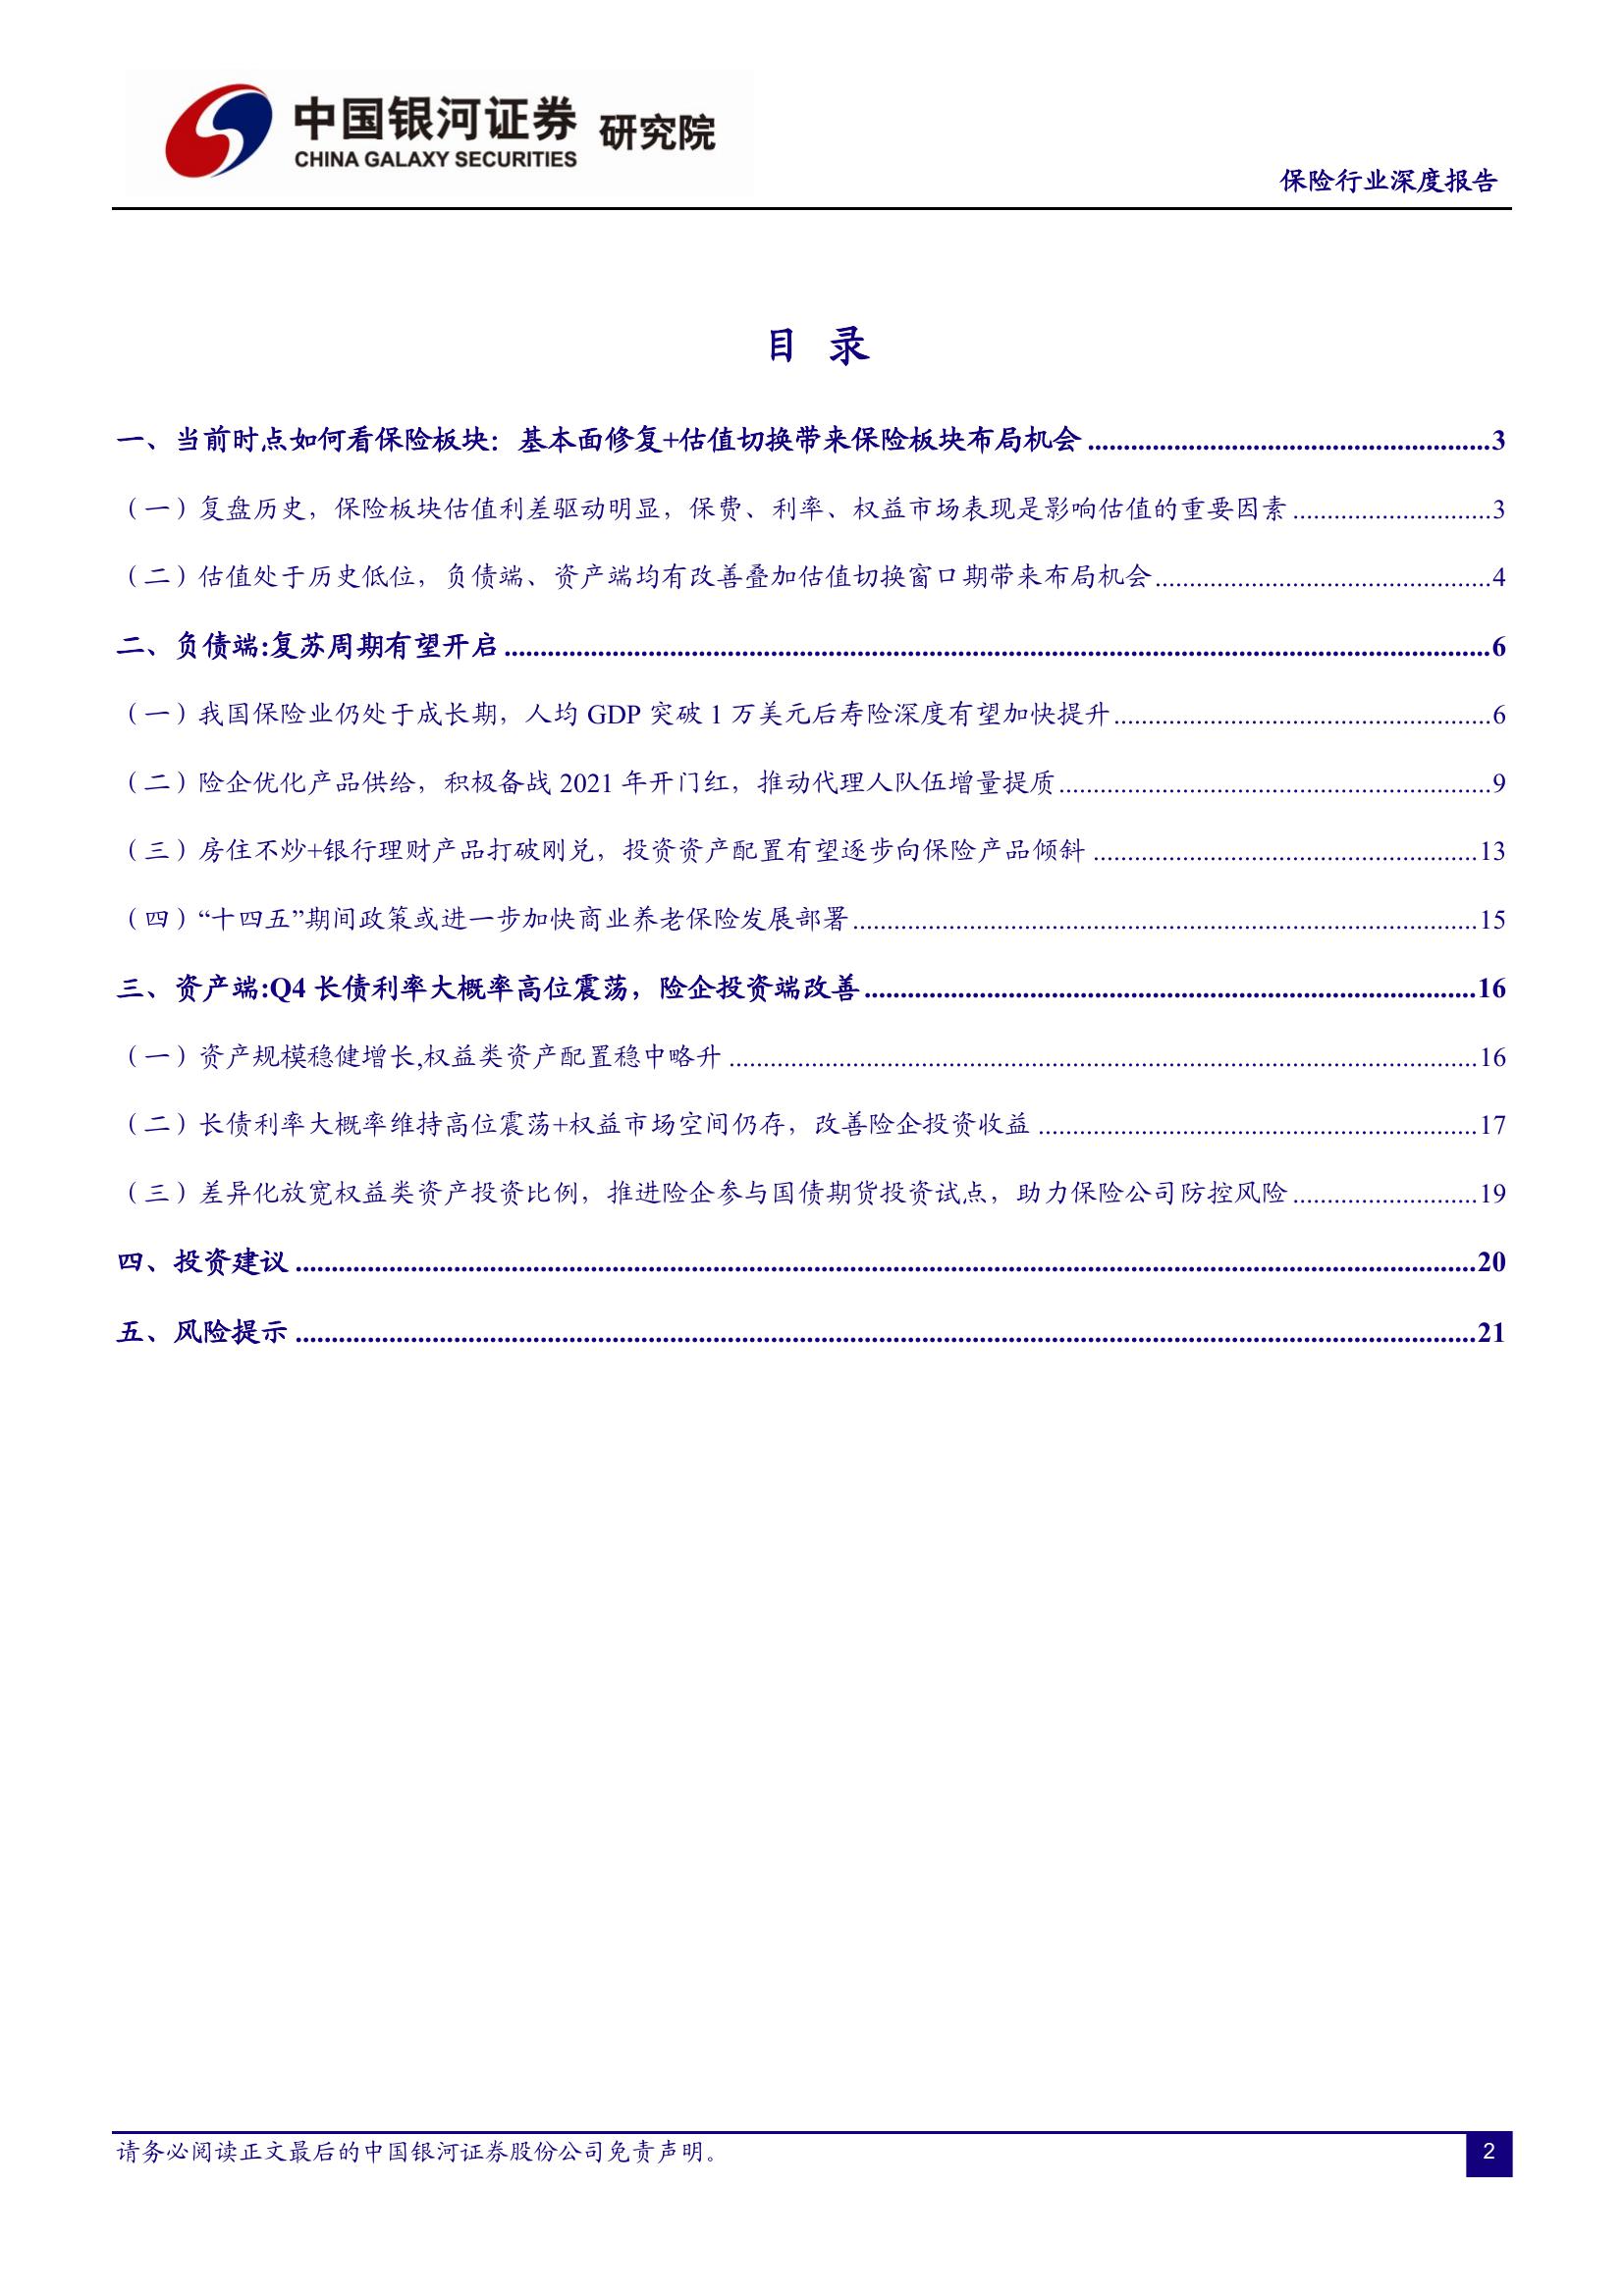 中国银河证券 研究院
CHINA GALAXY SECURITIES
保险行业深度报告
目 录
一、当前时点如何看保险板块：基本面修复+估值切换带来保险板块布局机会........................................................3
（一）复盘历史，保险板块估值利差驱动明显，保费、利率、权益市场表现是影响估值的重要因素.............................3
（二）估值处于历史低位，负债端、资产端均有改善叠加估值切换窗口期带来布局机会.................................................4
二、负债端:复苏周期有望开启.........................................................................................................................................6
（一）我国保险业仍处于成长期，人均 GDP 突破 1 万美元后寿险深度有望加快提升.......................................................6
（二）险企优化产品供给，积极备战 2021 年开门红，推动代理人队伍增量提质...............................................................9
（三）房住不炒+银行理财产品打破刚兑，投资资产配置有望逐步向保险产品倾斜........................................................13
（四）“十四五”期间政策或进一步加快商业养老保险发展部署...........................................................................................15
三、资产端:Q4 长债利率大概率高位震荡，险企投资端改善.....................................................................................16
（一）资产规模稳健增长,权益类资产配置稳中略升.............................................................................................................16
（二）长债利率大概率维持高位震荡+权益市场空间仍存，改善险企投资收益................................................................17
（三）差异化放宽权益类资产投资比例，推进险企参与国债期货投资试点，助力保险公司防控风险...........................19
四、投资建议....................................................................................................................................................................20
五、风险提示....................................................................................................................................................................21
请务必阅读正文最后的中国银河证券股份公司免责声明。
2